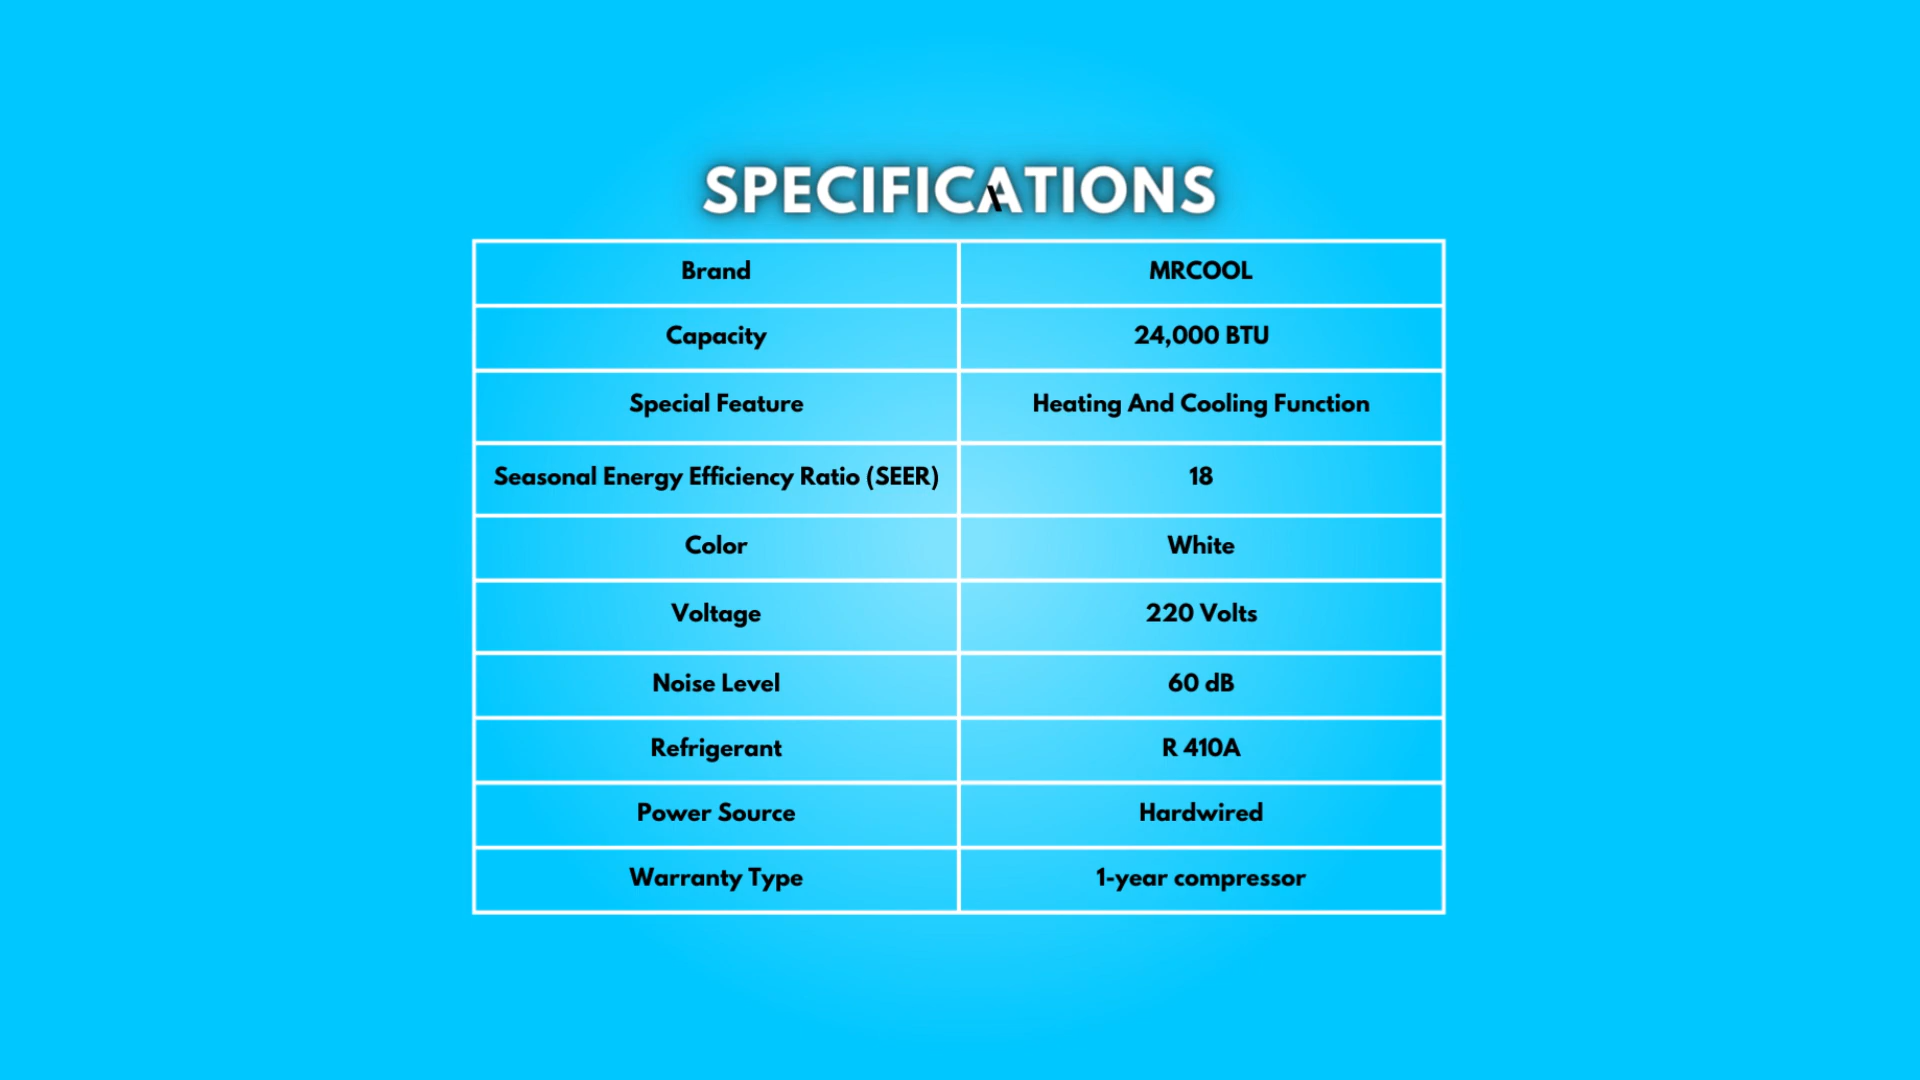 SPECIFICATIONS
Brand MRCOOL
Capacity 24,000 BTU
Special Feature Heating And Cooling Function
Seasonal Energy Efficiency Ratio (SEER) 18
Color White
Voltage 220 Volts
Noise Level 60 dB
Refrigerant R 410A
Power Source Hardwired
Warranty Type 1-year compressor